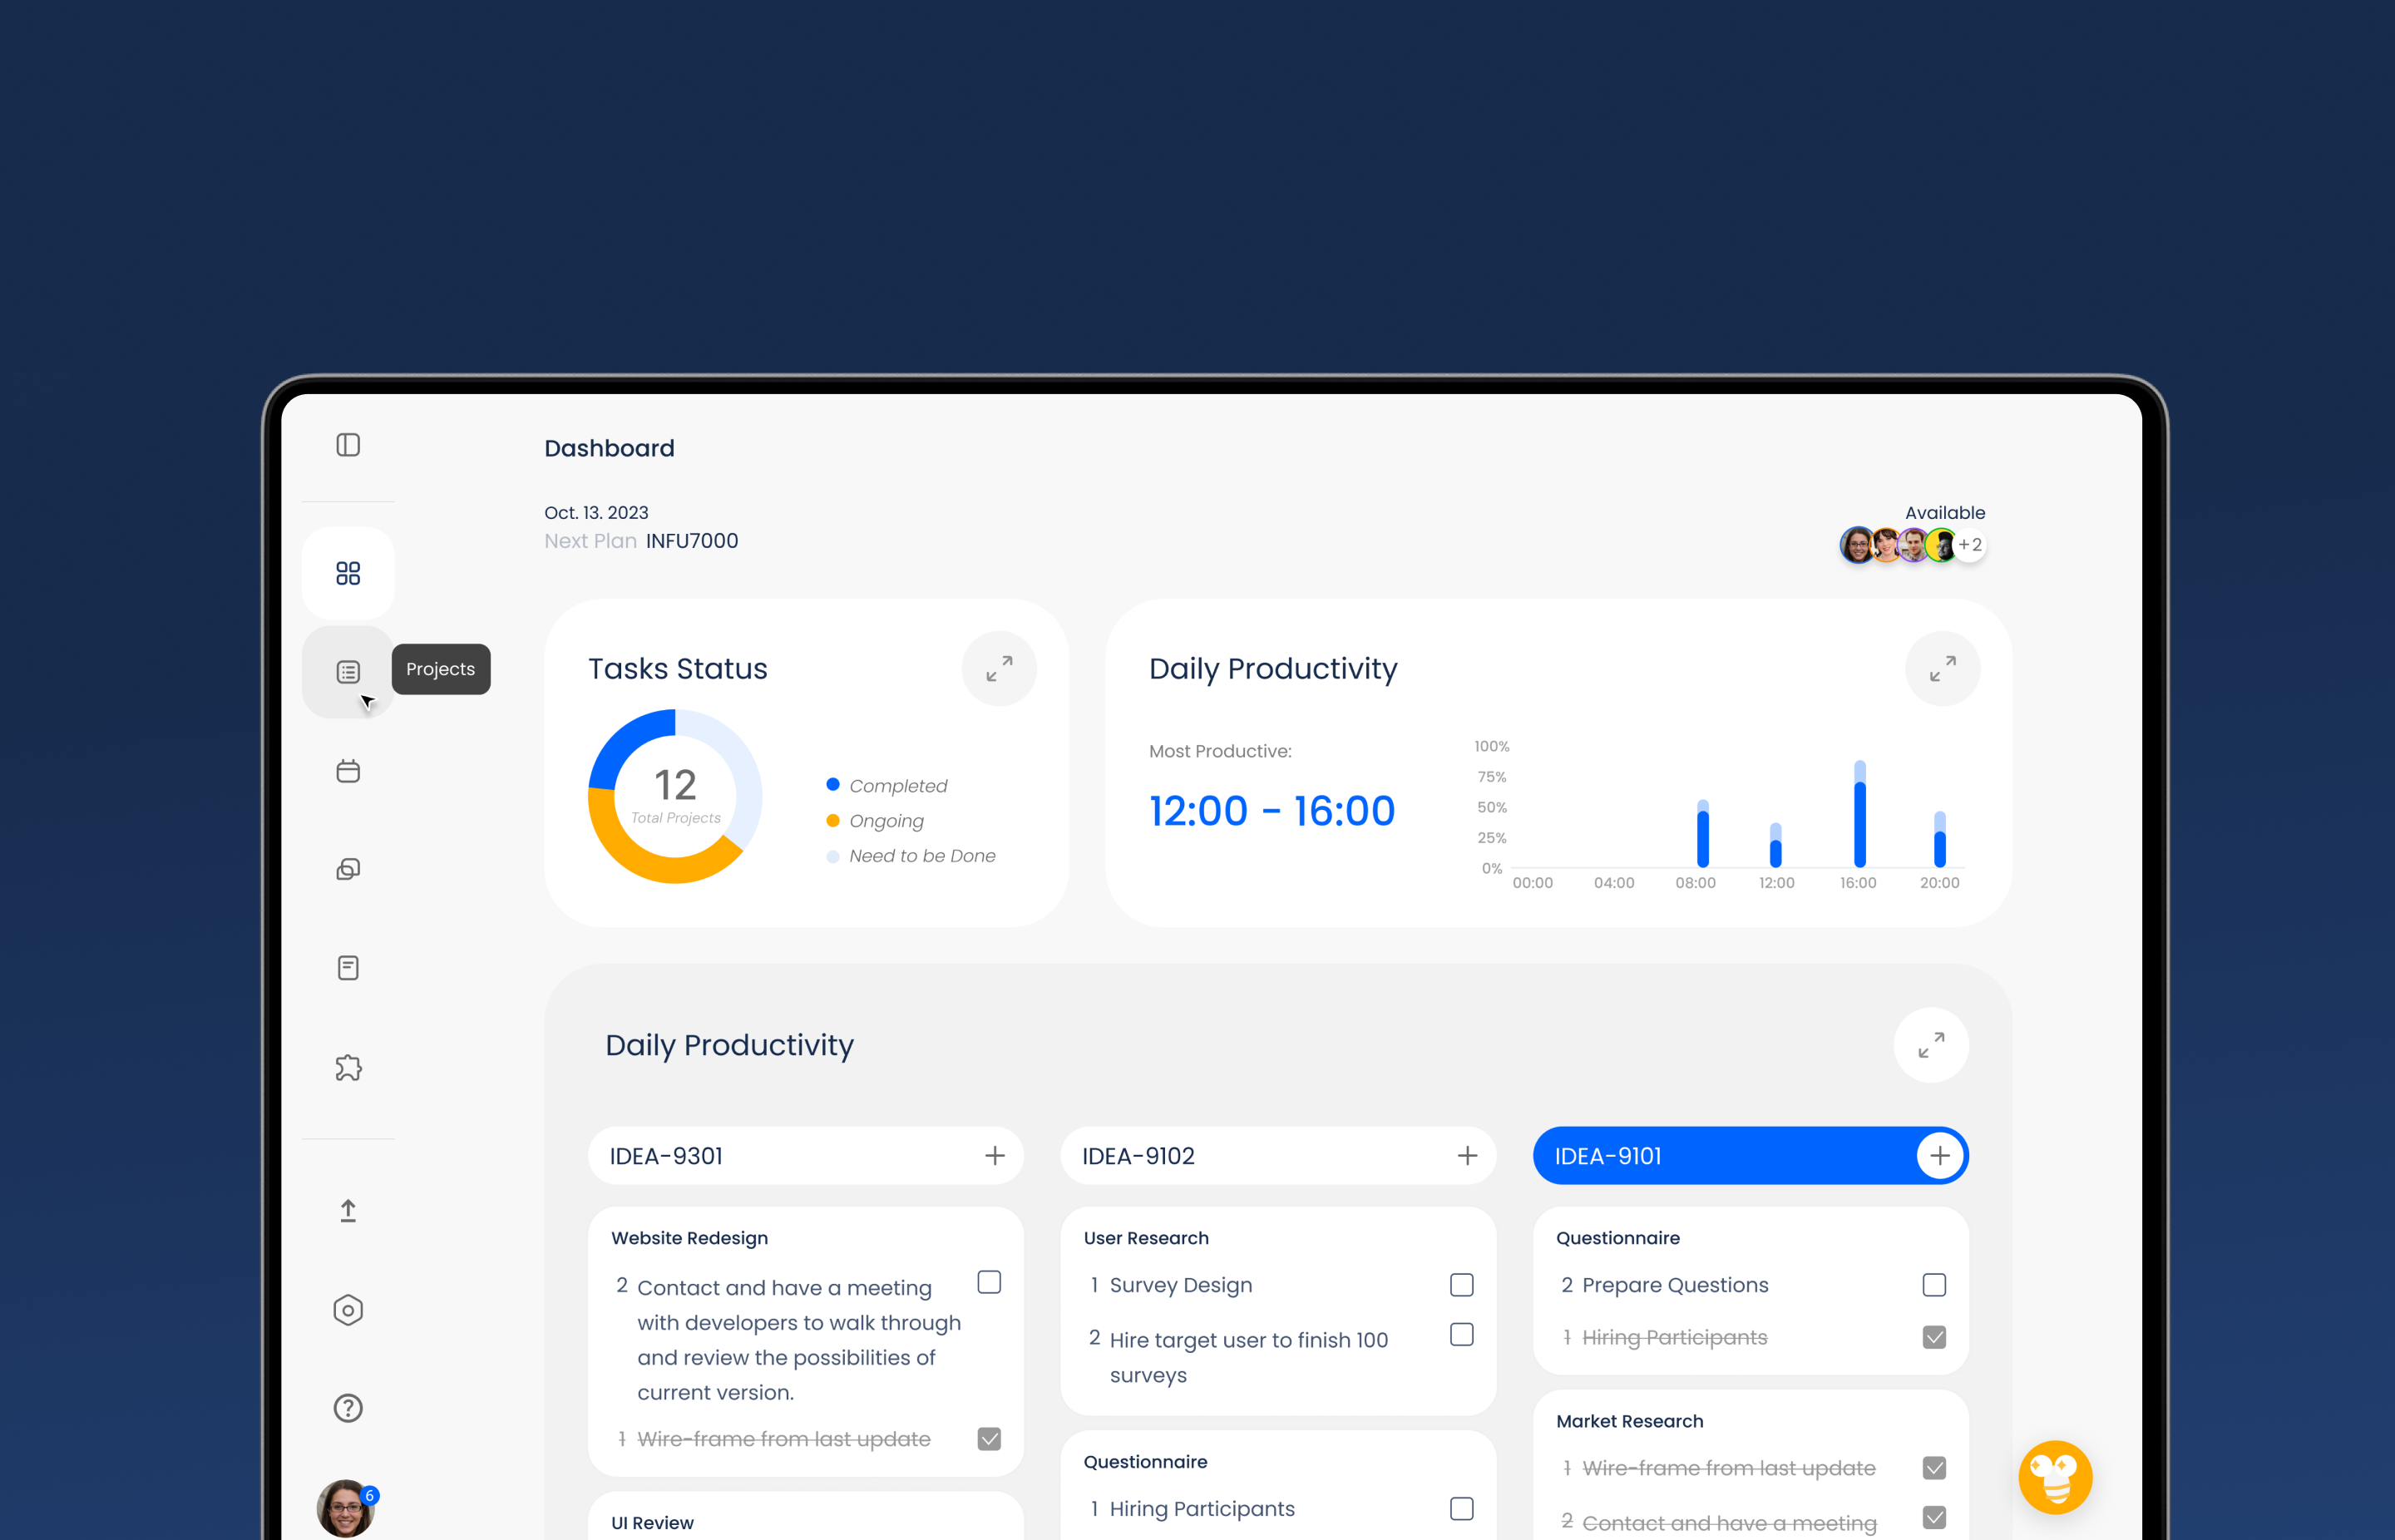 Dashboard
Oct. 13. 2023
Next Plan INFU7000
Available
+2
Projects
Tasks Status
12
Total Projects
Completed
Ongoing
Need to be Done
Daily Productivity
Most Productive:
12:00 - 16:00
100%
75%
50%
25%
0%
00:00 04:00 08:00 12:00 16:00 20:00
Daily Productivity
IDEA-9301
Website Redesign
2 Contact and have a meeting
with developers to walk through
and review the possibilities of
current version.
1 Wire-frame from last update
UI Review
IDEA-9102
User Research
1 Survey Design
2 Hire target user to finish 100
surveys
Questionnaire
1 Hiring Participants
IDEA-9101
Questionnaire
2 Prepare Questions
1 Hiring Participants
Market Research
1 Wire-frame from last update
2 Contact and have a meeting
6